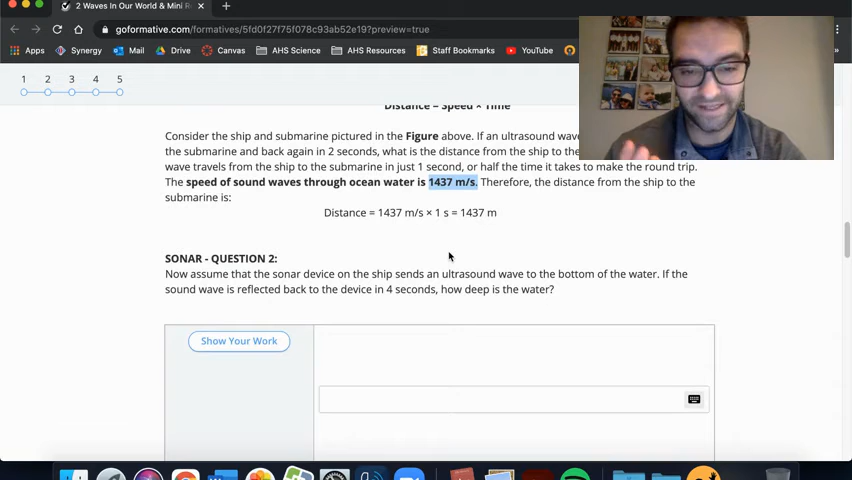 2 Waves In Our World & Mini R
goformative.com/formatives/5fd0f27f75f078c93ab52e19?preview=true
Apps Synergy Mail Drive Canvas AHS Science AHS Resources Staff Bookmarks YouTube
1 2 3 4 5
Distance = Speed × Time
Consider the ship and submarine pictured in the Figure above. If an ultrasound wav
the submarine and back again in 2 seconds, what is the distance from the ship to the
wave travels from the ship to the submarine in just 1 second, or half the time it takes to make the round trip.
The speed of sound waves through ocean water is 1437 m/s. Therefore, the distance from the ship to the
submarine is:
Distance = 1437 m/s × 1 s = 1437 m
SONAR - QUESTION 2:
Now assume that the sonar device on the ship sends an ultrasound wave to the bottom of the water. If the
sound wave is reflected back to the device in 4 seconds, how deep is the water?
Show Your Work